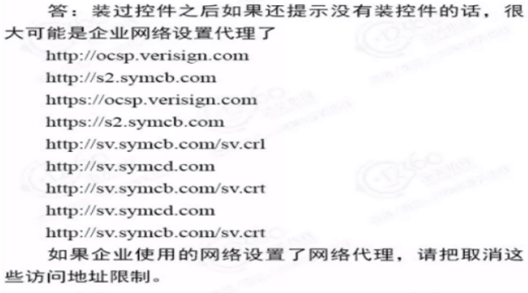 答：装过控件之后如果还提示没有装控件的话，很
大可能是企业网络设置代理了
http://ocsp.verisign.com
http://s2.symcb.com
https://ocsp.verisign.com
https://s2.symcb.com
http://sv.symcb.com/sv.crl
http://sv.symcd.com
http://sv.symcb.com/sv.crt
http://sv.symcd.com
http://sv.symcb.com/sv.crt
如果企业使用的网络设置了网络代理，请把取消这
些访问地址限制。